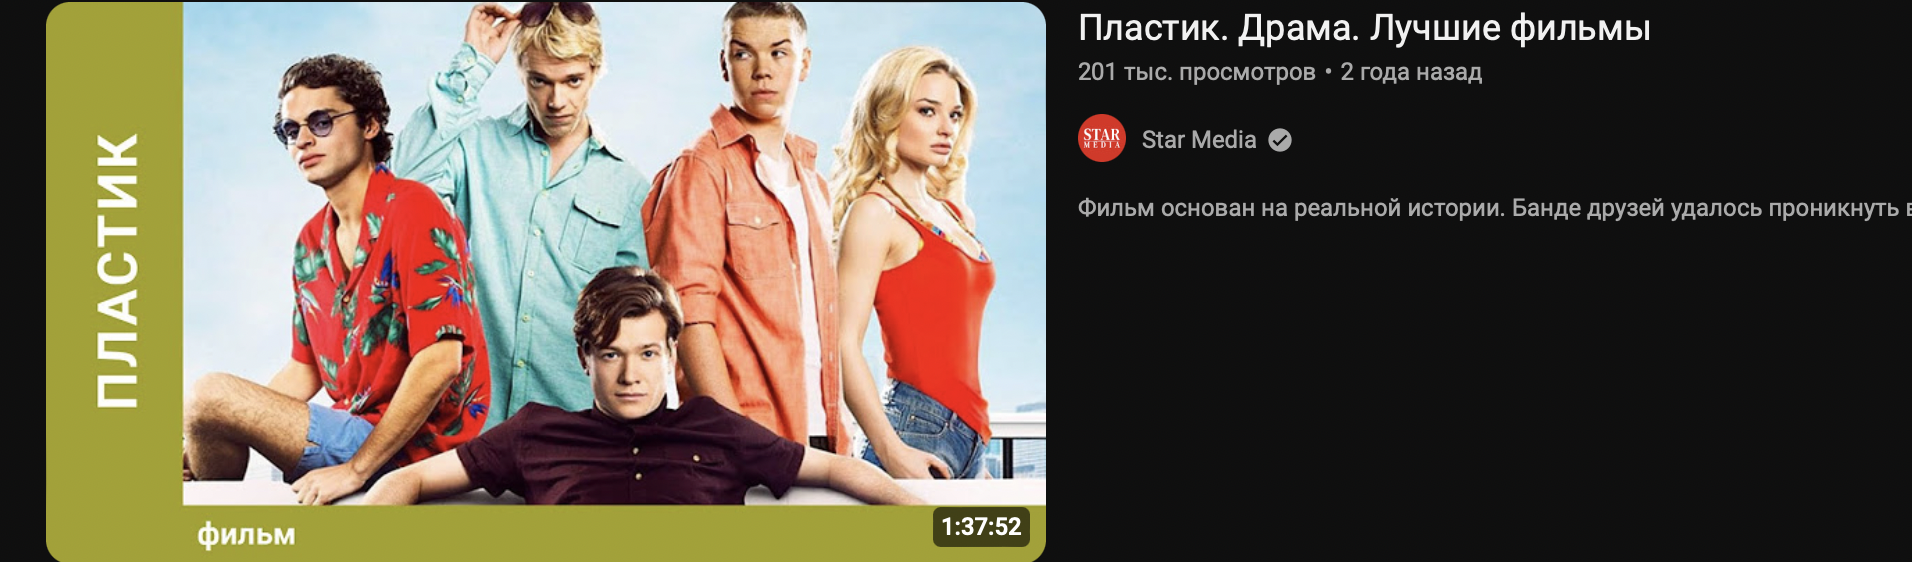 ПЛАСТИК
фильм
1:37:52
Пластик. Драма. Лучшие фильмы
201 тыс. просмотров • 2 года назад
STAR
MEDIA
Star Media
Фильм основан на реальной истории. Банде друзей удалось проникнуть в